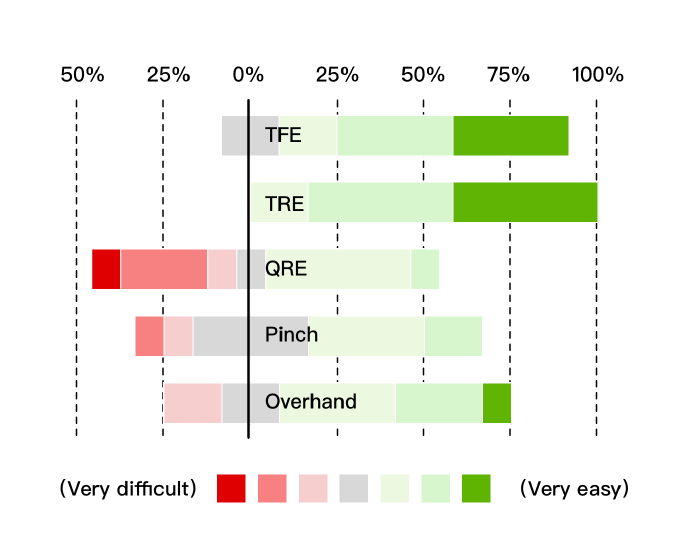 50% 25% 0% 25% 50% 75% 100%
TFE
TRE
QRE
Pinch
Overhand
(Very difficult) (Very easy)